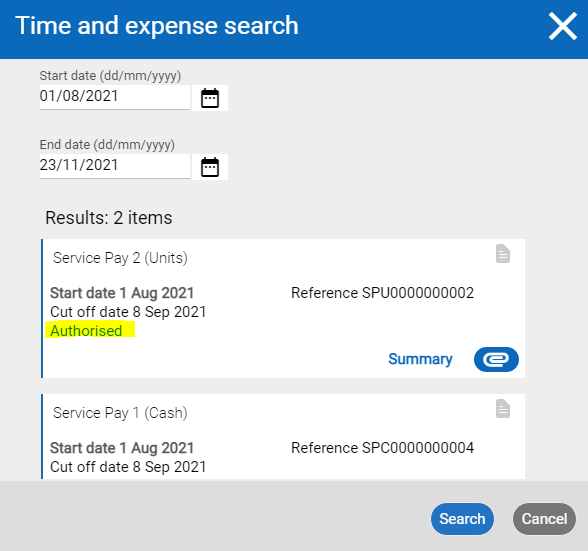 Time and expense search
Start date (dd/mm/yyyy)
01/08/2021
End date (dd/mm/yyyy)
23/11/2021
Results: 2 items
Service Pay 2 (Units)
Start date 1 Aug 2021 Reference SPU0000000002
Cut off date 8 Sep 2021
Authorised
Summary
Service Pay 1 (Cash)
Start date 1 Aug 2021 Reference SPC0000000004
Cut off date 8 Sep 2021
Search Cancel